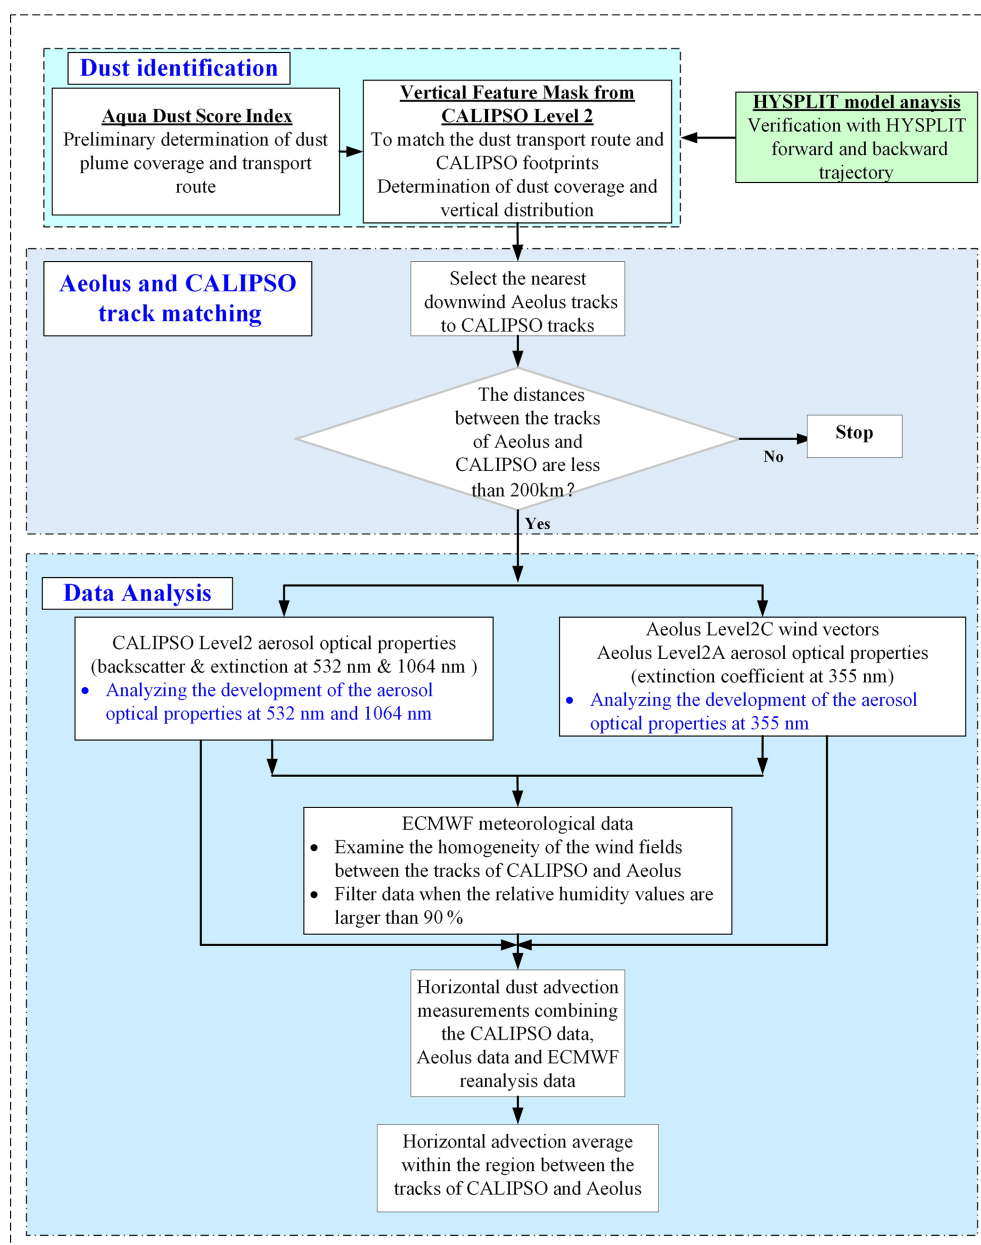 Dust identification
Aqua Dust Score Index
Preliminary determination of dust
plume coverage and transport
route
Vertical Feature Mask from
CALIPSO Level 2
To match the dust transport route and
CALIPSO footprints
Determination of dust coverage and
vertical distribution
HYSPLIT model anaysis
Verification with HYSPLIT
forward and backward
trajectory
Aeolus and CALIPSO
track matching
Select the nearest
downwind Aeolus tracks
to CALIPSO tracks
The distances
between the tracks
of Aeolus and
CALIPSO are less
than 200km?
No
Stop
Yes
Data Analysis
CALIPSO Level2 aerosol optical properties
(backscatter & extinction at 532 nm & 1064 nm )
• Analyzing the development of the aerosol
optical properties at 532 nm and 1064 nm
Aeolus Level2C wind vectors
Aeolus Level2A aerosol optical properties
(extinction coefficient at 355 nm)
• Analyzing the development of the aerosol
optical properties at 355 nm
ECMWF meteorological data
• Examine the homogeneity of the wind fields
between the tracks of CALIPSO and Aeolus
• Filter data when the relative humidity values are
larger than 90 %
Horizontal dust advection
measurements combining
the CALIPSO data,
Aeolus data and ECMWF
reanalysis data
Horizontal advection average
within the region between the
tracks of CALIPSO and Aeolus